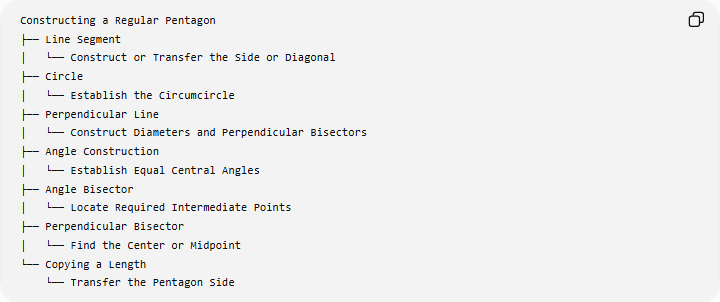 Constructing a Regular Pentagon
├── Line Segment
│   └── Construct or Transfer the Side or Diagonal
├── Circle
│   └── Establish the Circumcircle
├── Perpendicular Line
│   └── Construct Diameters and Perpendicular Bisectors
├── Angle Construction
│   └── Establish Equal Central Angles
├── Angle Bisector
│   └── Locate Required Intermediate Points
├── Perpendicular Bisector
│   └── Find the Center or Midpoint
└── Copying a Length
    └── Transfer the Pentagon Side